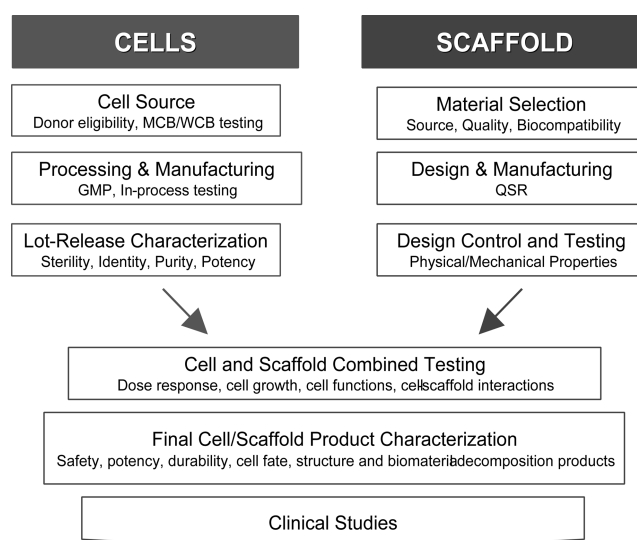 CELLS
Cell Source
Donor eligibility, MCB/WCB testing
Processing & Manufacturing
GMP, In-process testing
Lot-Release Characterization
Sterility, Identity, Purity, Potency
SCAFFOLD
Material Selection
Source, Quality, Biocompatibility
Design & Manufacturing
QSR
Design Control and Testing
Physical/Mechanical Properties
Cell and Scaffold Combined Testing
Dose response, cell growth, cell functions, cell-scaffold interactions
Final Cell/Scaffold Product Characterization
Safety, potency, durability, cell fate, structure and biomaterial decomposition products
Clinical Studies